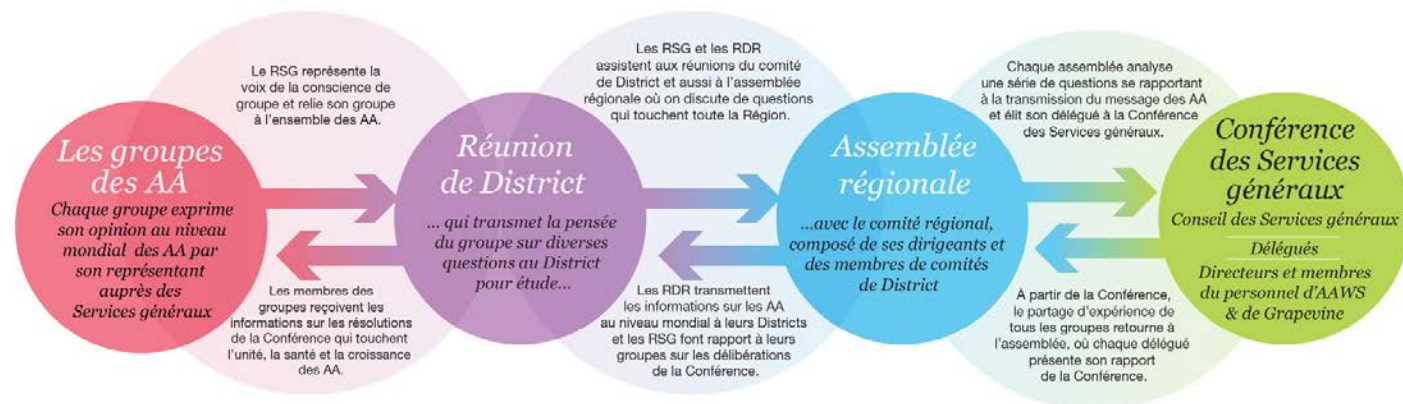 Les groupes
des AA
Chaque groupe exprime
son opinion au niveau
mondial des AA par
son représentant
auprès des
Services généraux
Le RSG représente la
voix de la conscience de
groupe et relie son groupe
à l'ensemble des AA.
Les membres des
groupes reçoivent les
informations sur les résolutions
de la Conférence qui touchent
l'unité, la santé et la croissance
des AA.
Réunion
de District
... qui transmet la pensée
du groupe sur diverses
questions au District
pour étude...
Les RSG et les RDR
assistent aux réunions du comité
de District et aussi à l'assemblée
régionale où on discute de questions
qui touchent toute la Région.
Les RDR transmettent
les informations sur les AA
au niveau mondial à leurs Districts
et les RSG font rapport à leurs
groupes sur les délibérations
de la Conférence.
Assemblée
régionale
...avec le comité régional,
composé de ses dirigeants et
des membres de comités
de District
Chaque assemblée analyse
une série de questions se rapportant
à la transmission du message des AA
et élit son délégué à la Conférence
des Services généraux.
À partir de la Conférence,
le partage d'expérience de
tous les groupes retourne à
l'assemblée, où chaque délégué
présente son rapport
de la Conférence.
Conférence
des Services
généraux
Conseil des Services généraux
Délégués
Directeurs et membres
du personnel d'AAWS
& de Grapevine